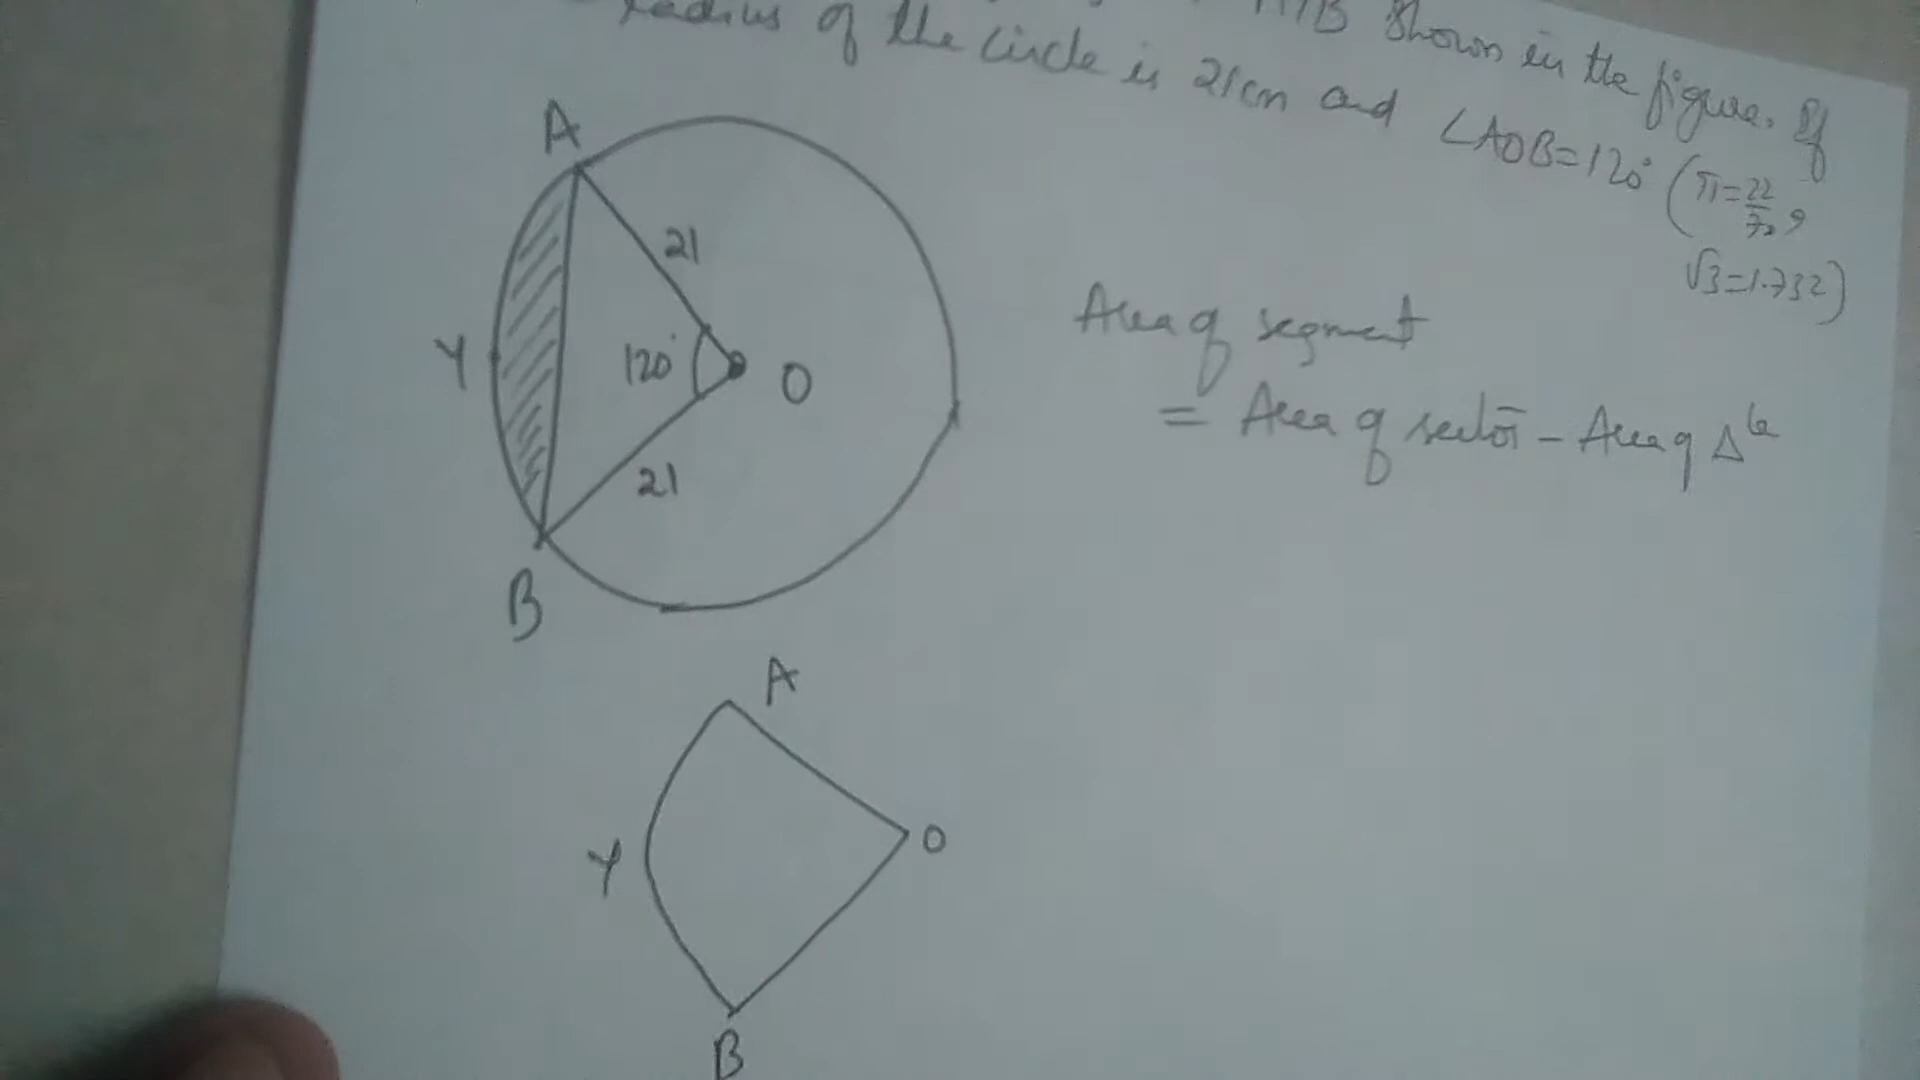 shown in the figure. If
radius of the circle is 21cm and ∠AOB=120° (π=22/7,
√3=1.732)
A
21
Y
120°
O
21
B
Area of segment
= Area of sector - Area of Δle
A
Y
O
B